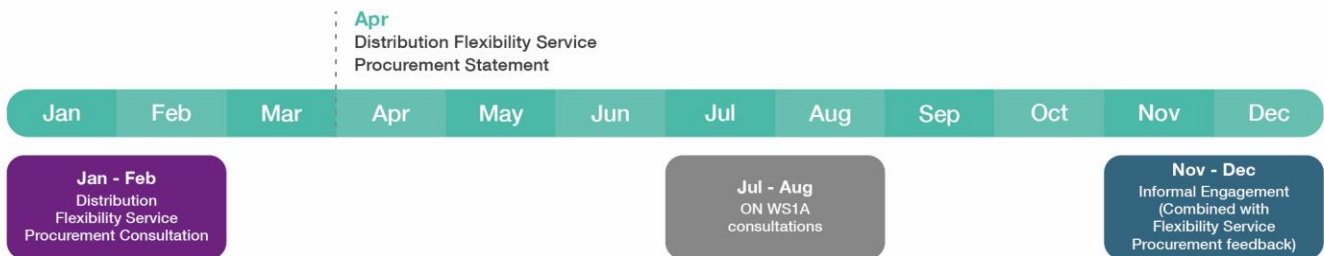 Apr
Distribution Flexibility Service
Procurement Statement
Jan Feb Mar Apr May Jun Jul Aug Sep Oct Nov Dec
Jan - Feb
Distribution
Flexibility Service
Procurement Consultation
Jul - Aug
ON WS1A
consultations
Nov - Dec
Informal Engagement
(Combined with
Flexibility Service
Procurement feedback)